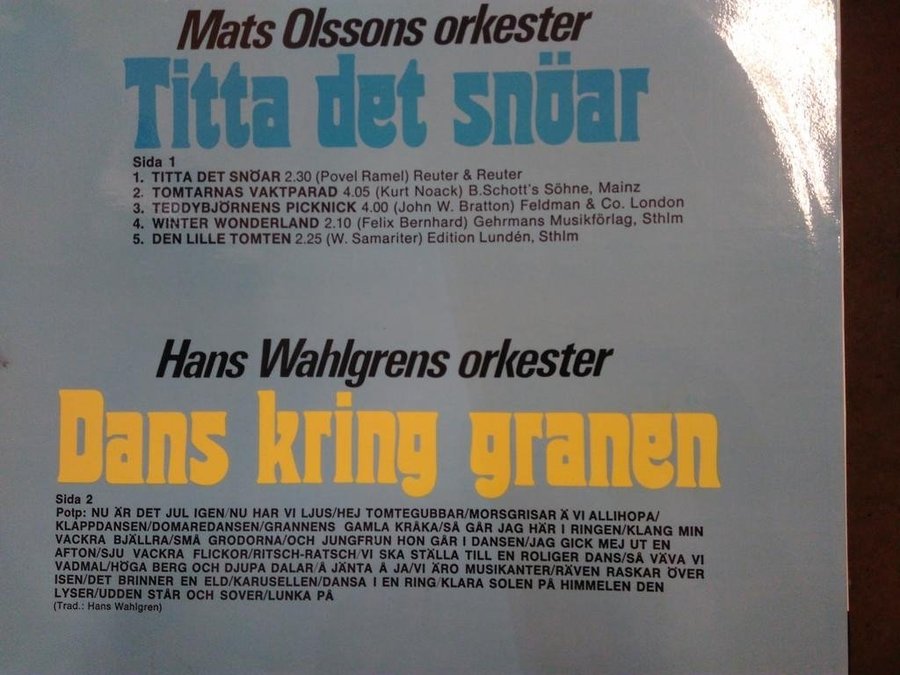 Mats Olssons orkester
Titta det snöar
Sida 1
1. TITTA DET SNÖAR 2.30 (Povel Ramel) Reuter & Reuter
2. TOMTARNAS VAKTPARAD 4.05 (Kurt Noack) B.Schott's Söhne, Mainz
3. TEDDYBJÖRNENS PICKNICK 4.00 (John W. Bratton) Feldman & Co. London
4. WINTER WONDERLAND 2.10 (Felix Bernhard) Gehrmans Musikförlag, Sthlm
5. DEN LILLE TOMTEN 2.25 (W. Samariter) Edition Lundén, Sthlm
Hans Wahlgrens orkester
Dans kring granen
Sida 2
Potp: NU ÄR DET JUL IGEN/NU HAR VI LJUS/HEJ TOMTEGUBBAR/MORSGRISAR Ä VI ALLIHOPA/
KLAPPDANSEN/DOMAREDANSEN/GRANNENS GAMLA KRÅKA/SÅ GÅR JAG HÄR I RINGEN/KLANG MIN
VACKRA BJÄLLRA/SMÅ GRODORNA/OCH JUNGFRUN HON GÅR I DANSEN/JAG GICK MEJ UT EN
AFTON/SJU VACKRA FLICKOR/RITSCH-RATSCH/VI SKA STÄLLA TILL EN ROLIGER DANS/SÅ VÄVA VI
VADMAL/HÖGA BERG OCH DJUPA DALAR/Å JÄNTA Å JA/VI ÄRO MUSIKANTER/RÄVEN RASKAR ÖVER
ISEN/DET BRINNER EN ELD/KARUSELLEN/DANSA I EN RING/KLARA SOLEN PÅ HIMMELEN DEN
LYSER/UDDEN STÅR OCH SOVER/LUNKA PÅ
(Trad.: Hans Wahlgren)